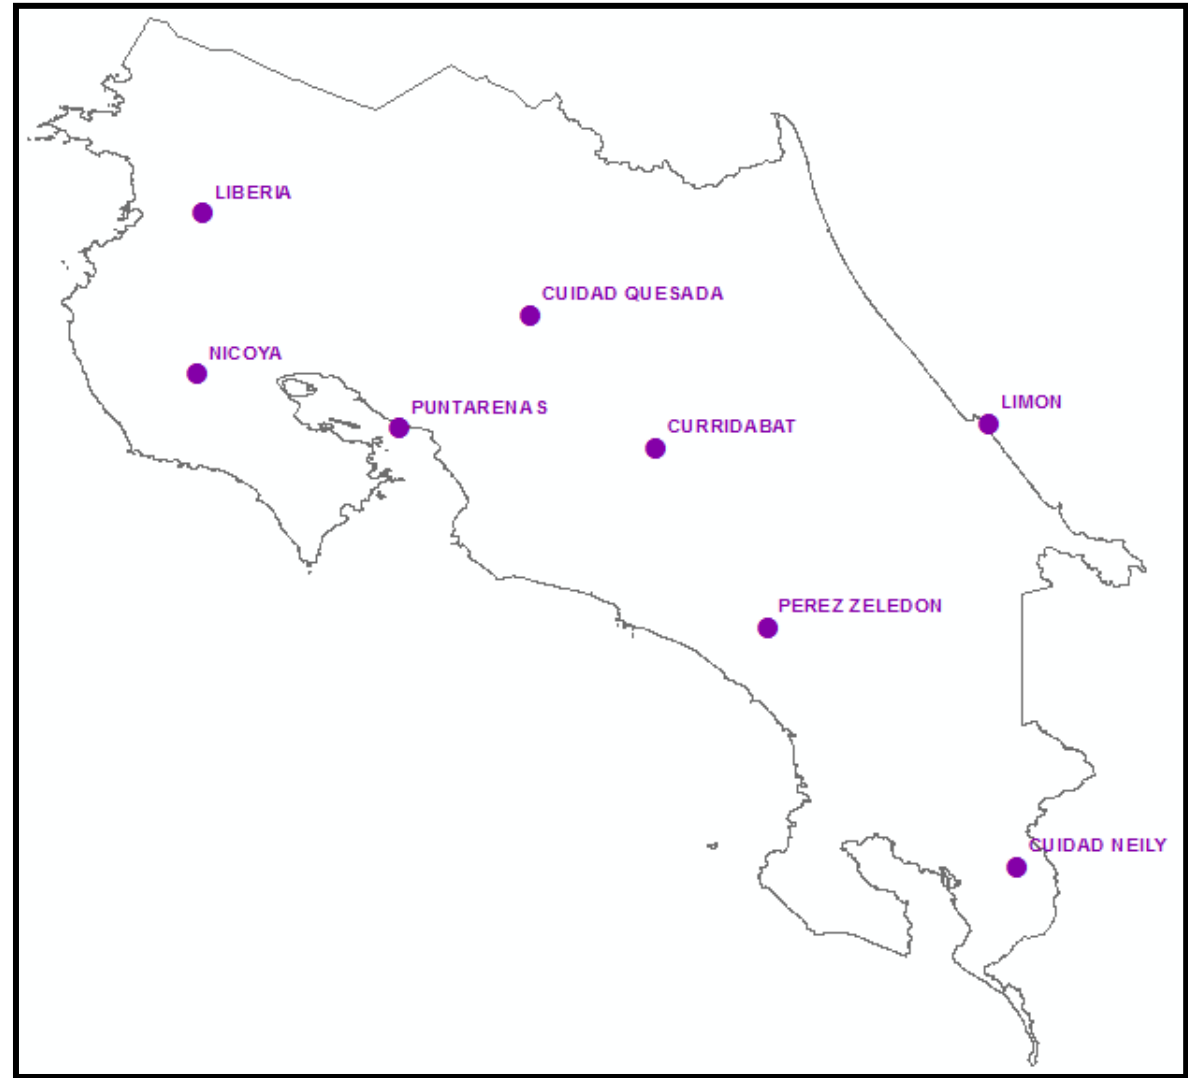 LIBERIA
CUIDAD QUESADA
NICOYA
PUNTARENAS
LIMON
CURRIDABAT
PEREZ ZELEDON
CUIDAD NEILY